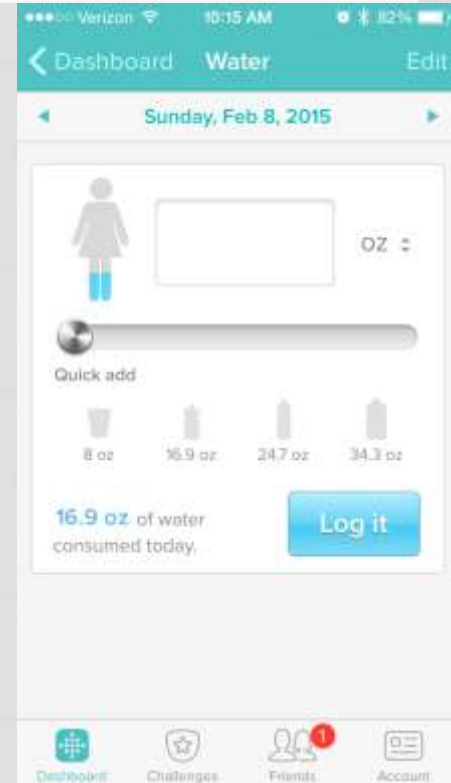 Verizon 10:15 AM 82%
Dashboard Water Edit
Sunday, Feb 8, 2015
OZ
Quick add
8 oz 16.9 oz 24.7 oz 34.3 oz
16.9 oz of water
consumed today.
Log it
1
Dashboard Challenges Friends Account